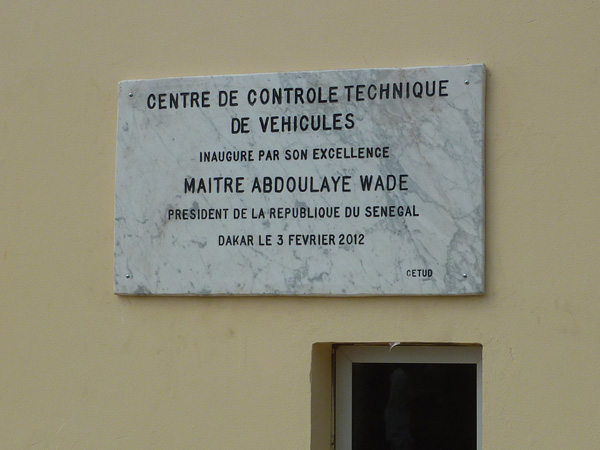 CENTRE DE CONTROLE TECHNIQUE
DE VEHICULES
INAUGURE PAR SON EXCELLENCE
MAITRE ABDOULAYE WADE
PRESIDENT DE LA REPUBLIQUE DU SENEGAL
DAKAR LE 3 FEVRIER 2012
CETUD